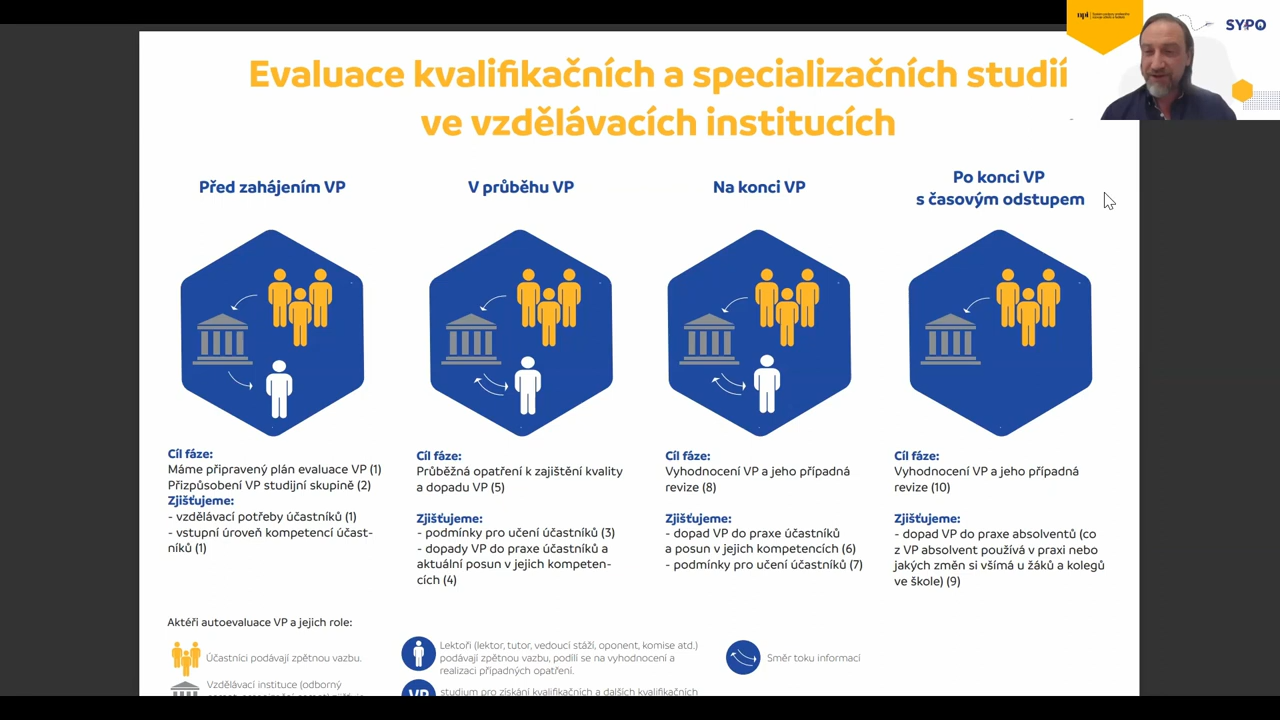 npi
SYPO
Evaluace kvalifikačních a specializačních studií
ve vzdělávacích institucích
Před zahájením VP
Cíl fáze:
Máme připravený plán evaluace VP (1)
Přizpůsobení VP studijní skupině (2)
Zjišťujeme:
- vzdělávací potřeby účastníků (1)
- vstupní úroveň kompetencí účast-
níků (1)
V průběhu VP
Cíl fáze:
Průběžná opatření k zajištění kvality
a dopadu VP (5)
Zjišťujeme:
- podmínky pro učení účastníků (3)
- dopady VP do praxe účastníků a
aktuální posun v jejich kompeten-
cích (4)
Na konci VP
Cíl fáze:
Vyhodnocení VP a jeho případná
revize (8)
Zjišťujeme:
- dopad VP do praxe účastníků
a posun v jejich kompetencích (6)
- podmínky pro učení účastníků (7)
Po konci VP
s časovým odstupem
Cíl fáze:
Vyhodnocení VP a jeho případná
revize (10)
Zjišťujeme:
- dopad VP do praxe absolventů (co
z VP absolvent používá v praxi nebo
jakých změn si všímá u žáků a kolegů
ve škole) (9)
Aktéři autoevaluace VP a jejich role:
Účastníci podávají zpětnou vazbu.
Vzdělávací instituce (odborný
Lektoři (lektor, tutor, vedoucí stáží, oponent, komise atd.)
podávají zpětnou vazbu, podílí se na vyhodnocení a
realizaci případných opatření.
VP
studium pro získání kvalifikačních a dalších kvalifikačních
Směr toku informací